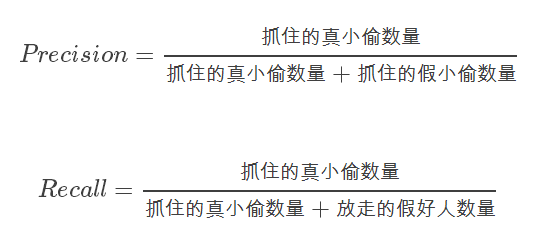 Precision = 抓住的真小偷数量 / 抓住的真小偷数量 + 抓住的假小偷数量
Recall = 抓住的真小偷数量 / 抓住的真小偷数量 + 放走的假好人数量